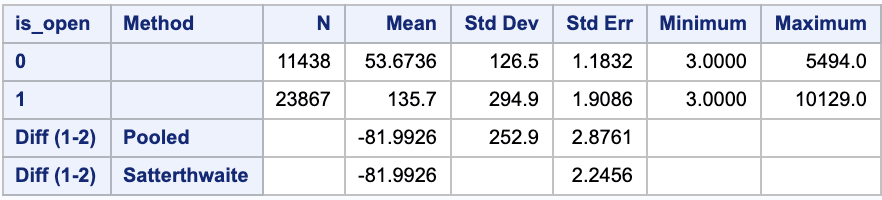 is_open Method N Mean Std Dev Std Err Minimum Maximum
0 11438 53.6736 126.5 1.1832 3.0000 5494.0
1 23867 135.7 294.9 1.9086 3.0000 10129.0
Diff (1-2) Pooled -81.9926 252.9 2.8761
Diff (1-2) Satterthwaite -81.9926 2.2456